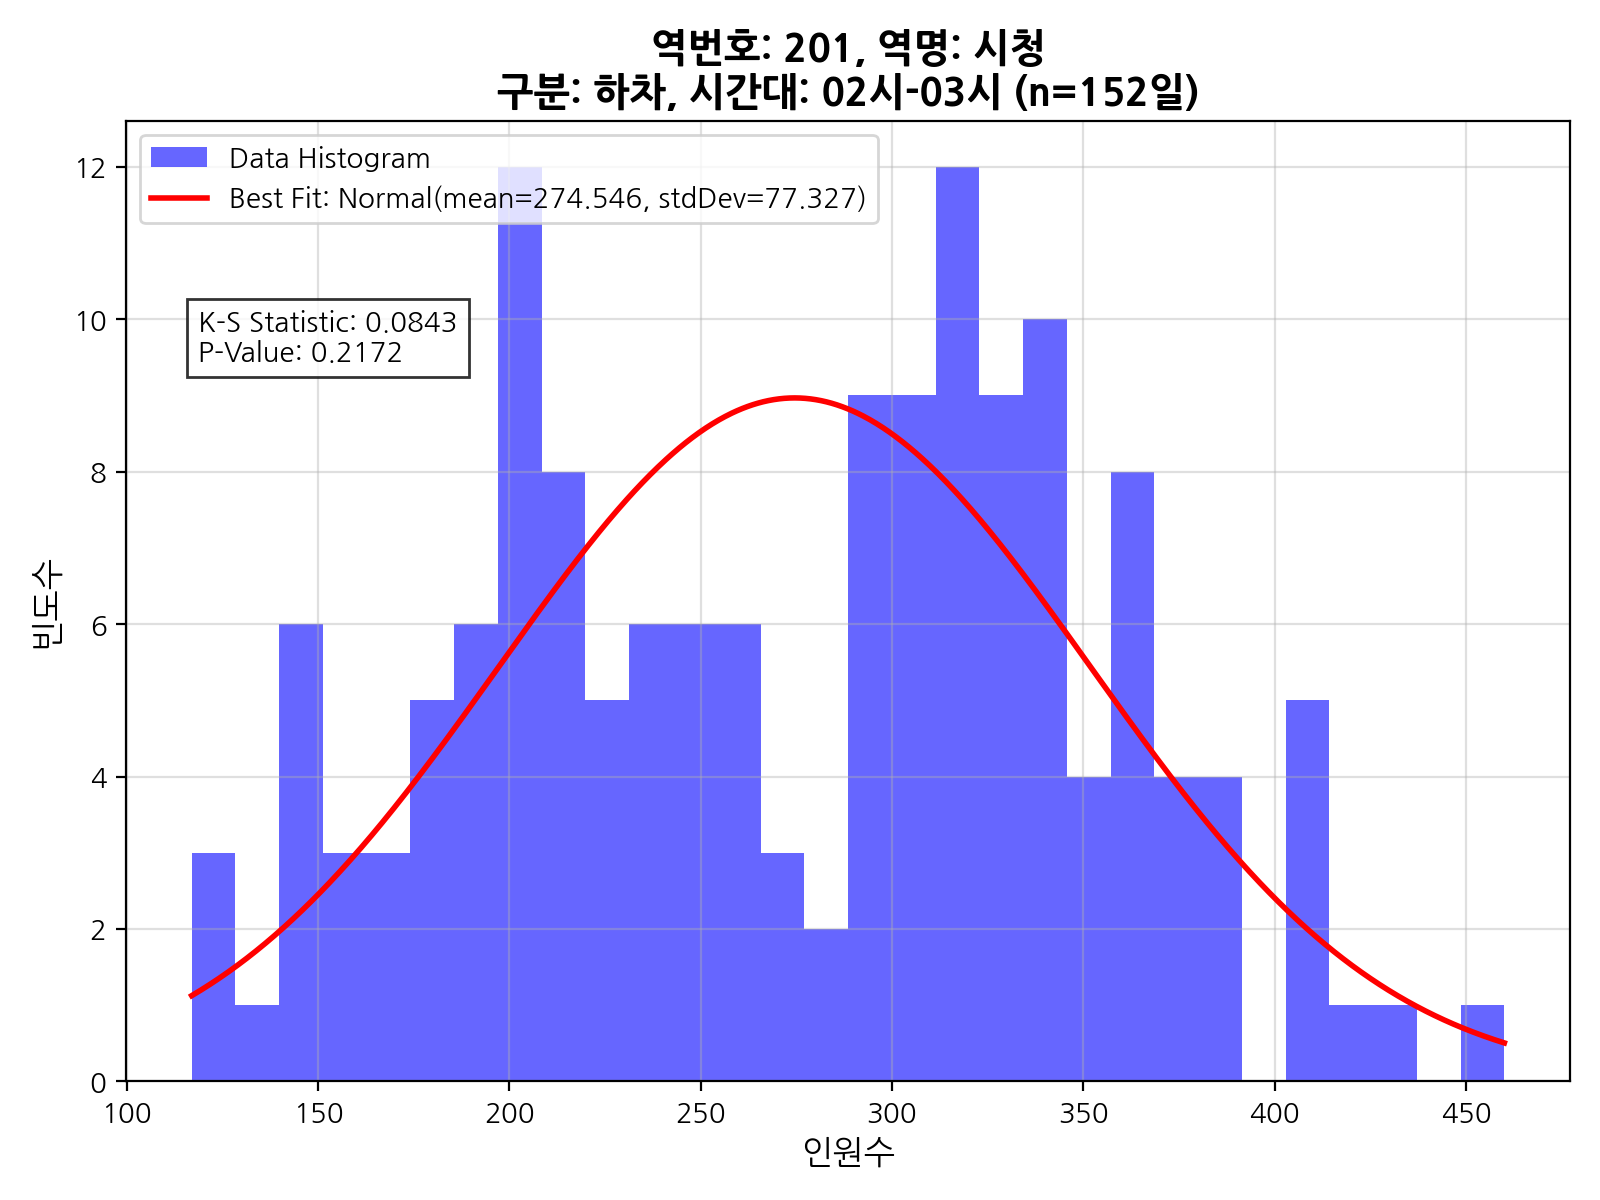 역번호: 201, 역명: 시청
구분: 하차, 시간대: 02시-03시 (n=152일)
Data Histogram
Best Fit: Normal(mean=274.546, stdDev=77.327)
K-S Statistic: 0.0843
P-Value: 0.2172
12
10
8
6
4
2
0
빈도수
100 150 200 250 300 350 400 450
인원수